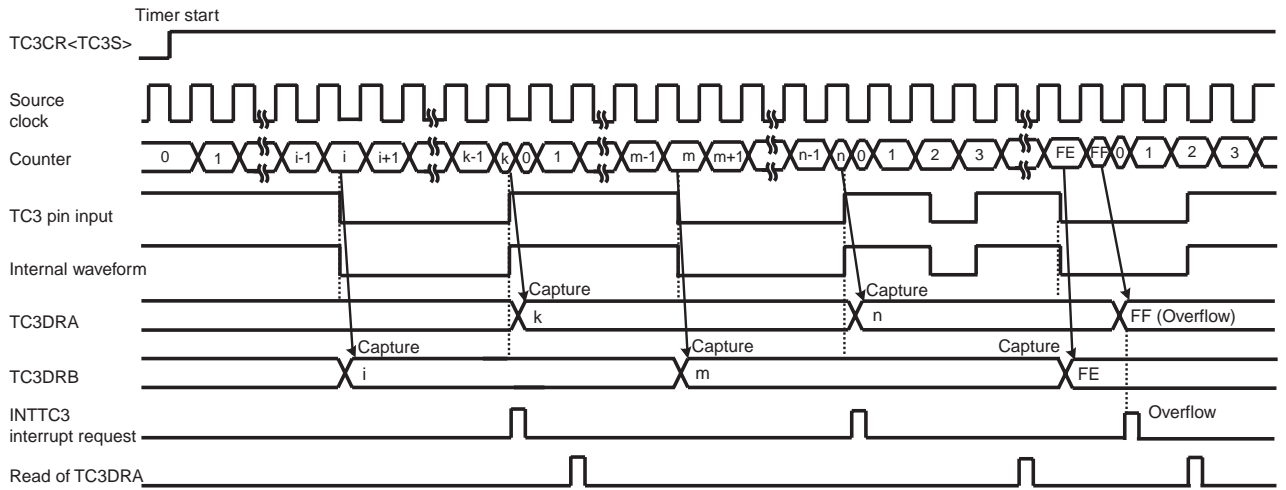 Timer start
TC3CR<TC3S>
Source
clock
Counter
0 1 i-1 i i+1 k-1 k 0 1 m-1 m m+1 n-1 n 0 1 2 3 FE FF 0 1 2 3
TC3 pin input
Internal waveform
Capture Capture
TC3DRA
k n FF (Overflow)
Capture Capture Capture
TC3DRB
i m FE
INTTC3
interrupt request
Overflow
Read of TC3DRA